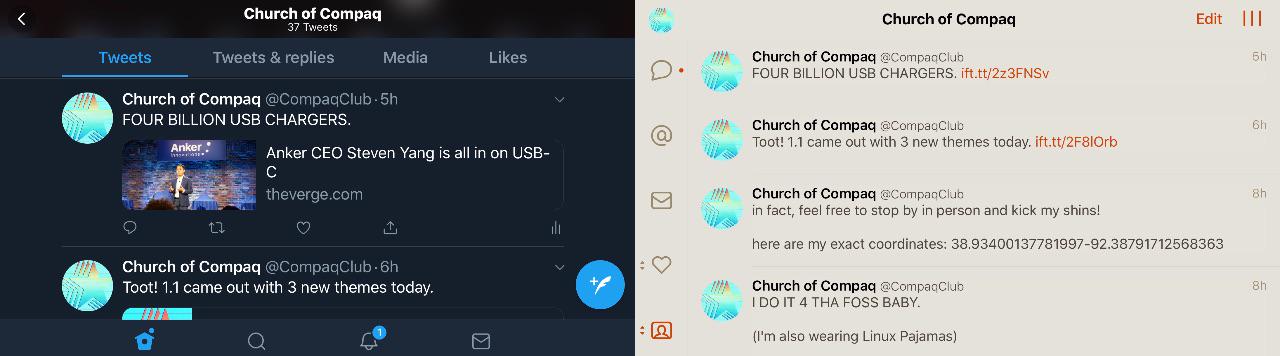 Church of Compaq
37 Tweets
Tweets
Tweets & replies
Media
Likes
Church of Compaq @CompaqClub · 5h
FOUR BILLION USB CHARGERS.
Anker
Innovations
Anker CEO Steven Yang is all in on USB-
C
theverge.com
Church of Compaq @CompaqClub · 6h
Toot! 1.1 came out with 3 new themes today.
1
Church of Compaq
Edit
Church of Compaq @CompaqClub 5h
FOUR BILLION USB CHARGERS. ift.tt/2z3FNSv
Church of Compaq @CompaqClub 6h
Toot! 1.1 came out with 3 new themes today. ift.tt/2F8lOrb
Church of Compaq @CompaqClub 8h
in fact, feel free to stop by in person and kick my shins!
here are my exact coordinates: 38.93400137781997-92.38791712568363
Church of Compaq @CompaqClub 8h
I DO IT 4 THA FOSS BABY.
(I'm also wearing Linux Pajamas)